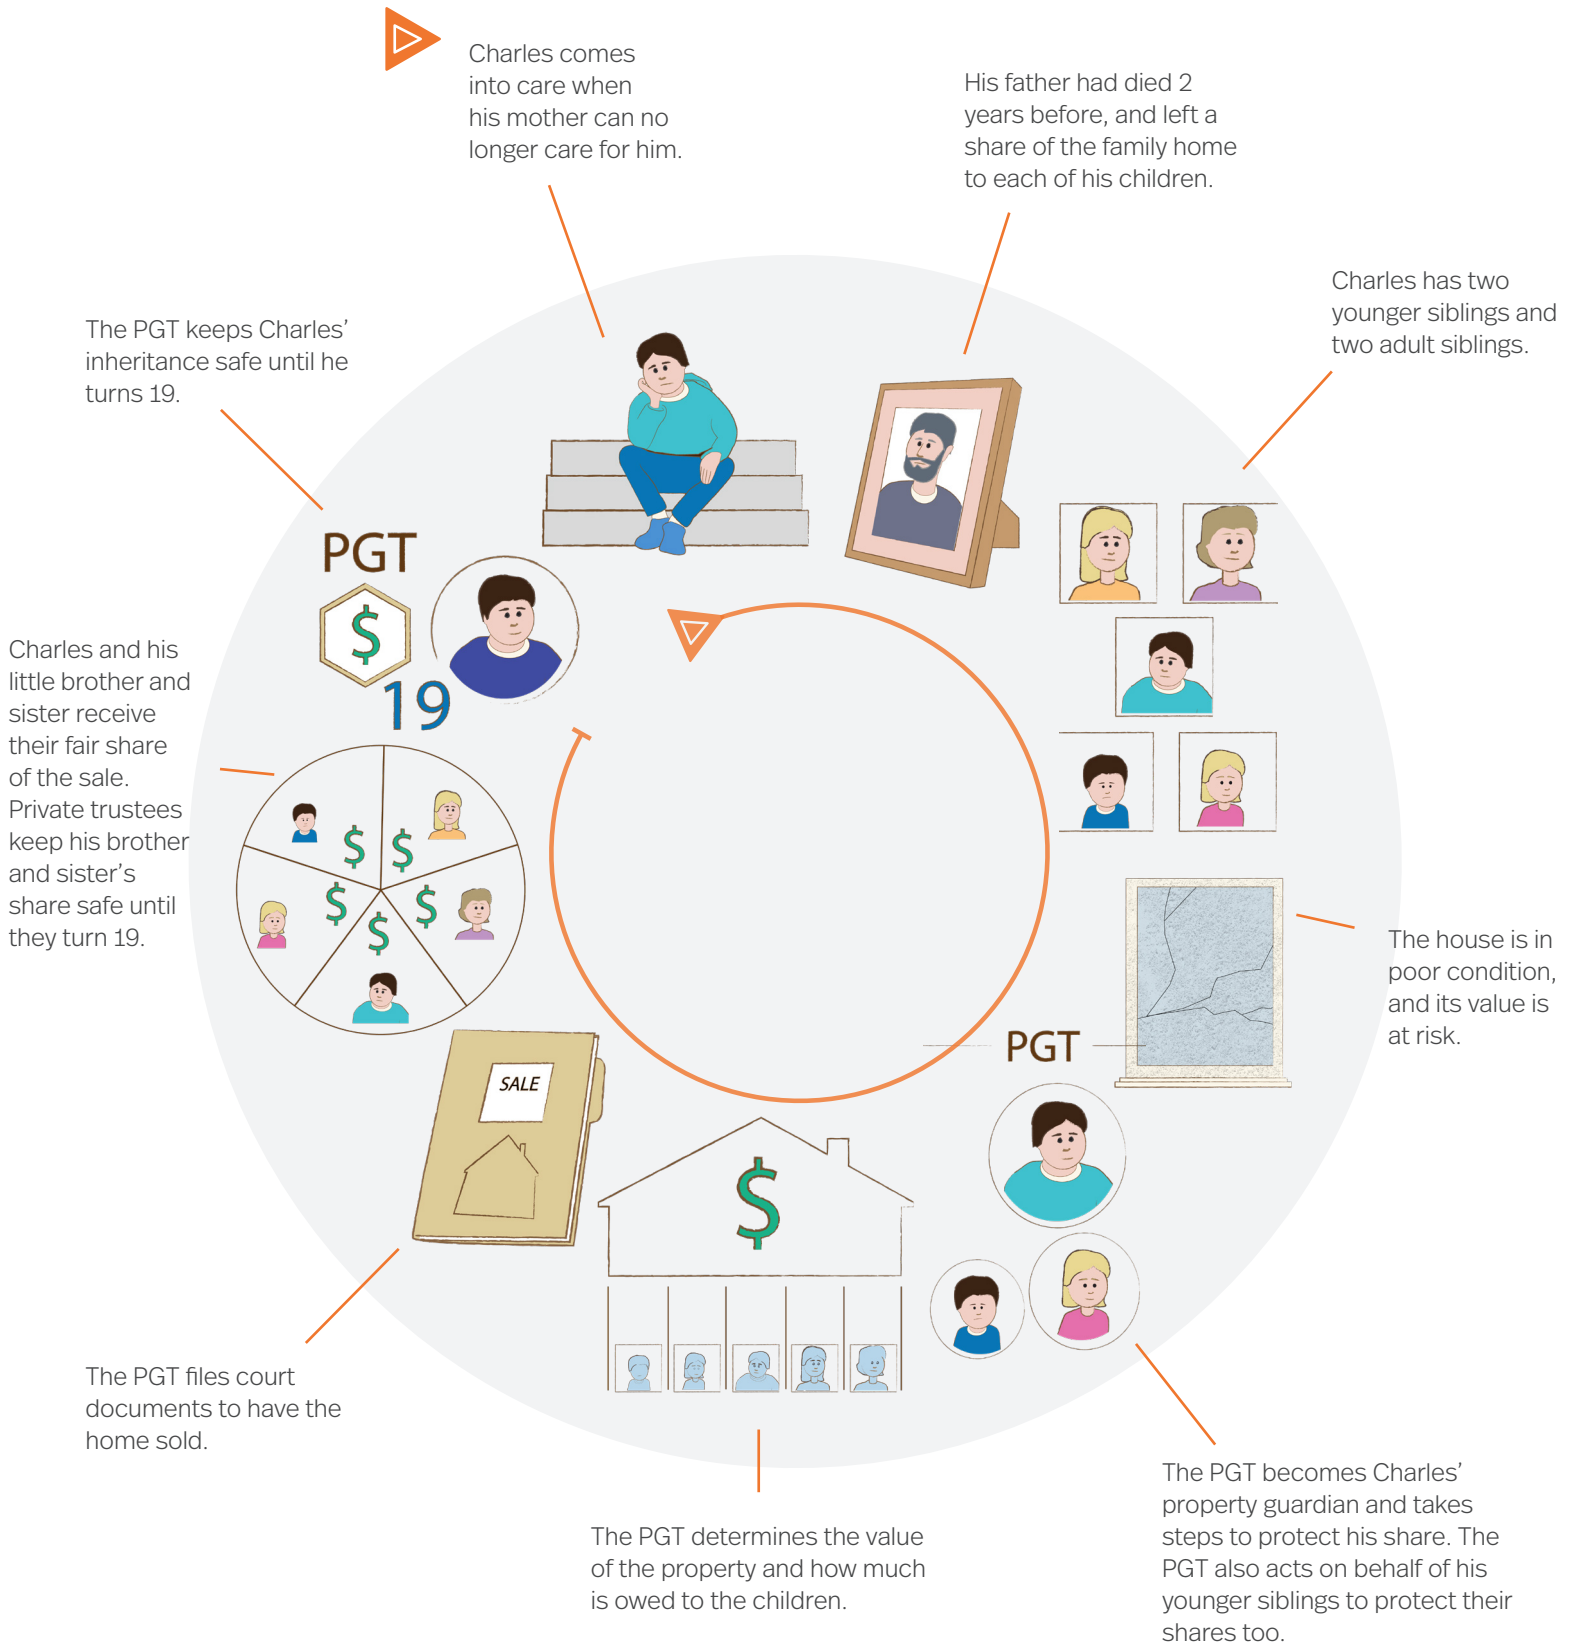 Charles comes
into care when
his mother can no
longer care for him.
His father had died 2
years before, and left a
share of the family home
to each of his children.
Charles has two
younger siblings and
two adult siblings.
The house is in
poor condition,
and its value is
at risk.
PGT
The PGT becomes Charles’
property guardian and takes
steps to protect his share. The
PGT also acts on behalf of his
younger siblings to protect their
shares too.
$
The PGT determines the value
of the property and how much
is owed to the children.
SALE
The PGT files court
documents to have the
home sold.
$ $
$ $
$
Charles and his
little brother and
sister receive
their fair share
of the sale.
Private trustees
keep his brother
and sister’s
share safe until
they turn 19.
The PGT keeps Charles’
inheritance safe until he
turns 19.
PGT
$
19